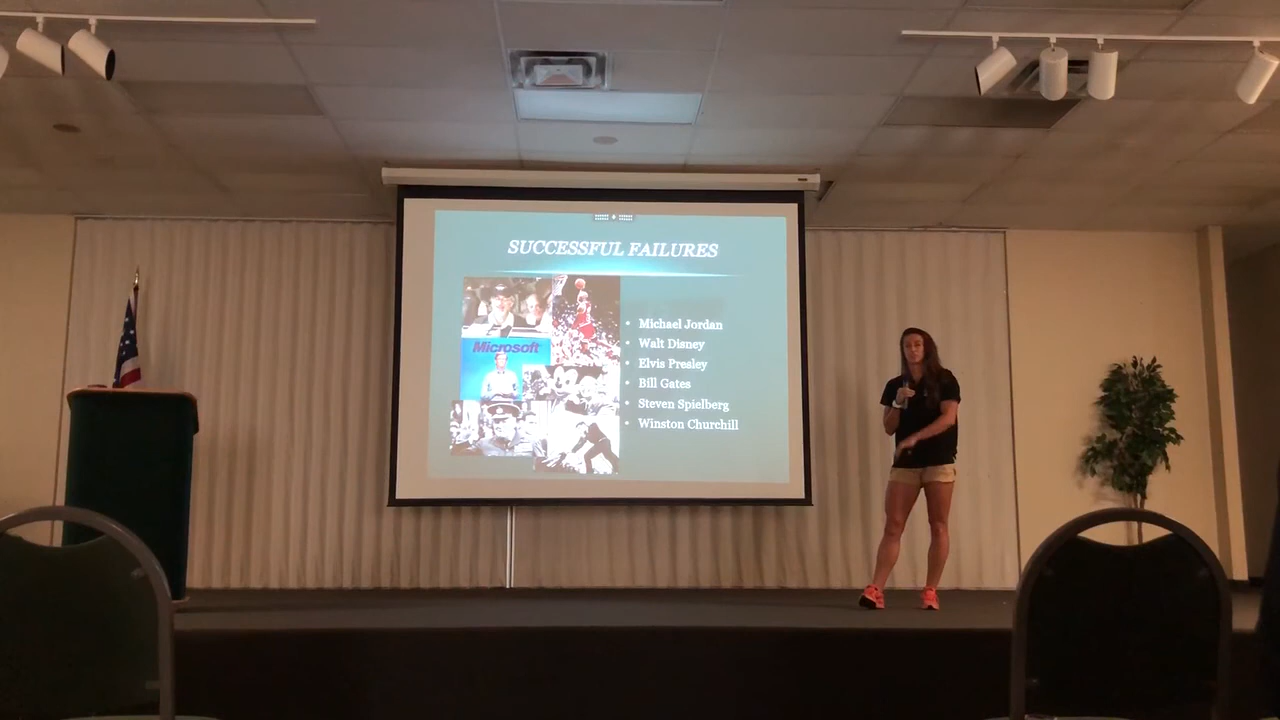 SUCCESSFUL FAILURES
Microsoft
• Michael Jordan
• Walt Disney
• Elvis Presley
• Bill Gates
• Steven Spielberg
• Winston Churchill